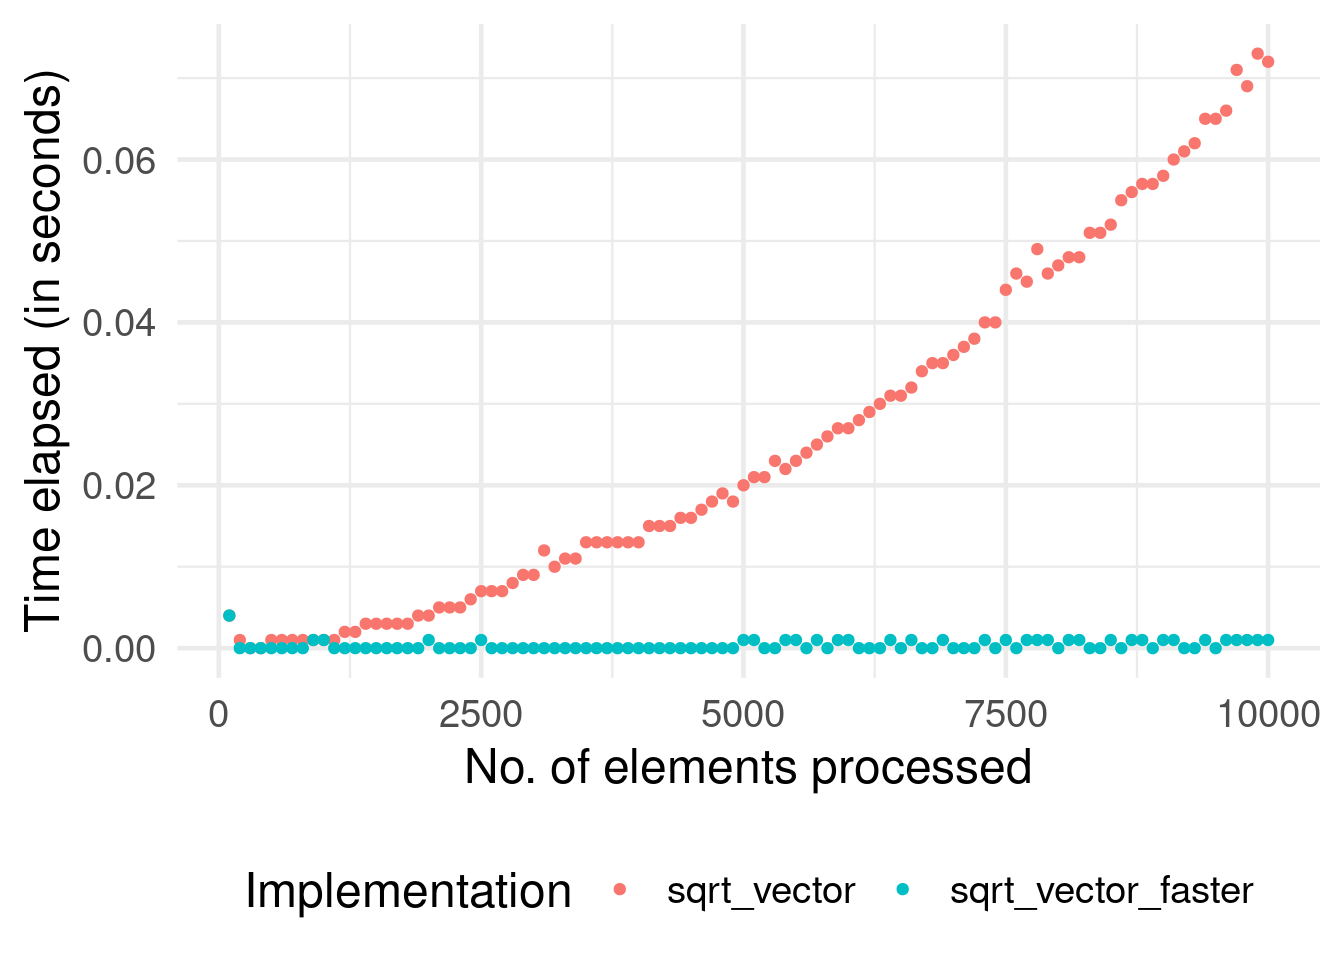 Time elapsed (in seconds)
0.06
0.04
0.02
0.00
0 2500 5000 7500 10000
No. of elements processed
Implementation sqrt_vector sqrt_vector_faster